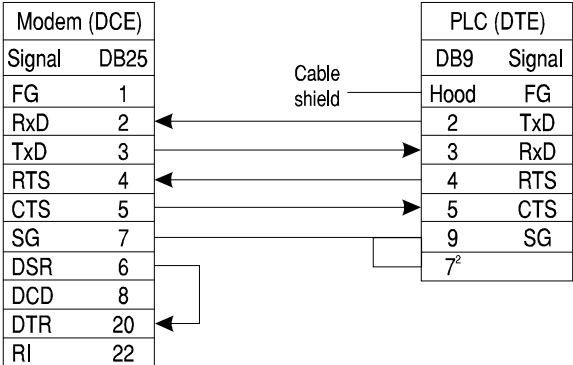 Modem (DCE)
Signal DB25
FG 1
RxD 2
TxD 3
RTS 4
CTS 5
SG 7
DSR 6
DCD 8
DTR 20
RI 22
Cable
shield
PLC (DTE)
DB9 Signal
Hood FG
2 TxD
3 RxD
4 RTS
5 CTS
9 SG
7²